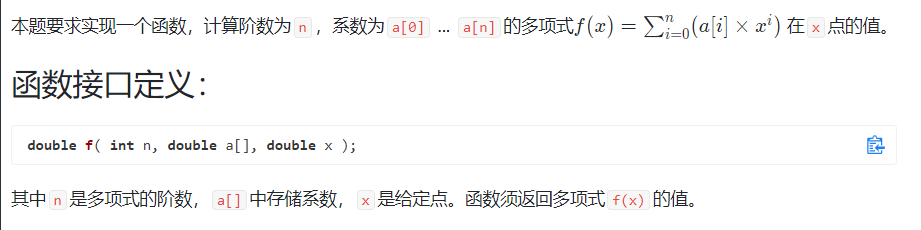 本题要求实现一个函数，计算阶数为 n ，系数为 a[0] ... a[n] 的多项式f(x) = ∑_{i=0}^{n}(a[i] × x^i) 在 x 点的值。
函数接口定义：
double f( int n, double a[], double x );
其中 n 是多项式的阶数， a[] 中存储系数， x 是给定点。函数须返回多项式 f(x) 的值。